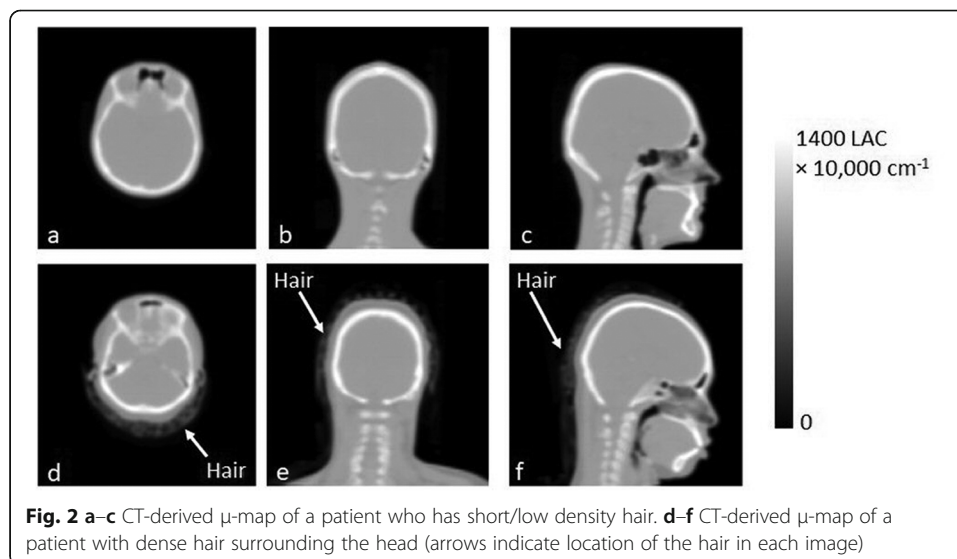 a
b
c
1400 LAC
× 10,000 cm⁻¹
0
Hair
d
Hair
e
Hair
f
Fig. 2 a–c CT-derived μ-map of a patient who has short/low density hair. d–f CT-derived μ-map of a
patient with dense hair surrounding the head (arrows indicate location of the hair in each image)